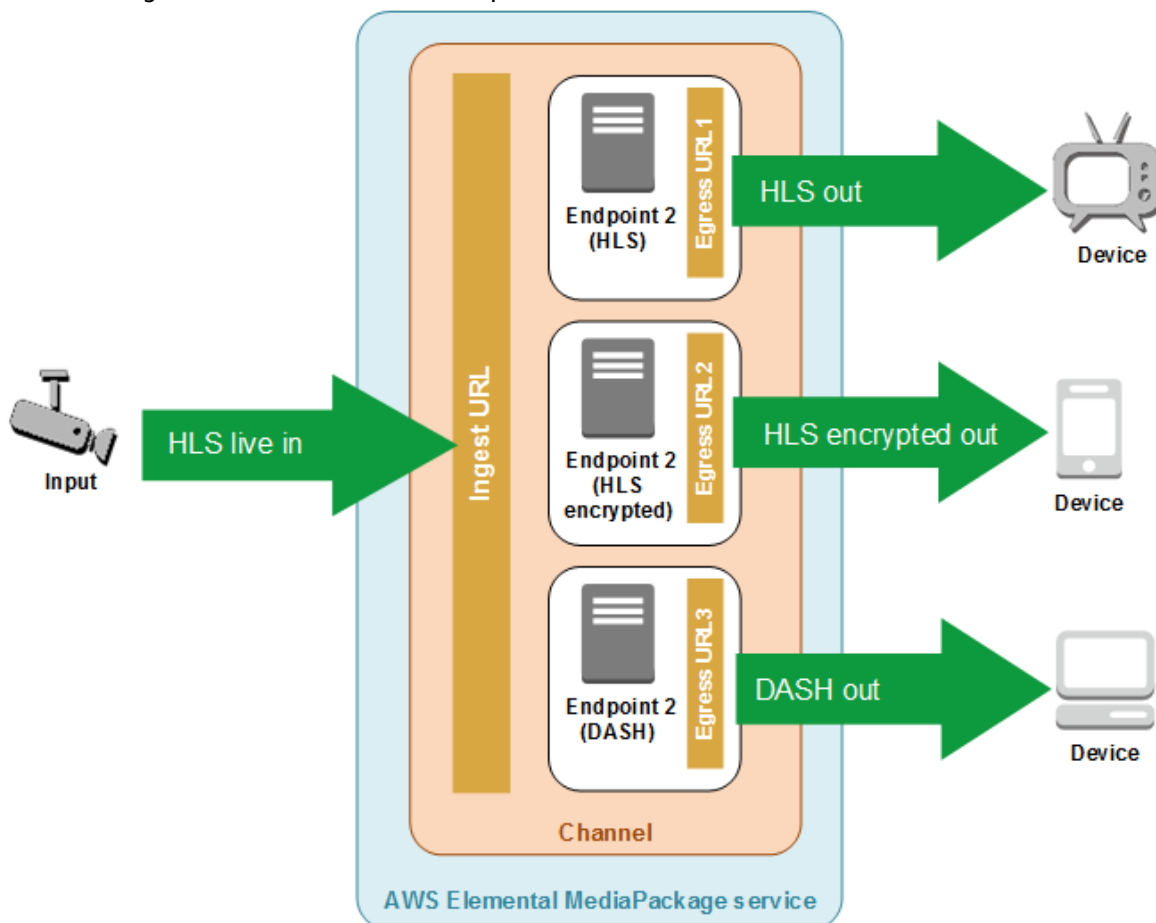 Egress URL1
HLS out
Endpoint 2
(HLS)
Device
Input
HLS live in
Ingest URL
Egress URL2
HLS encrypted out
Endpoint 2
(HLS
encrypted)
Device
Egress URL3
DASH out
Endpoint 2
(DASH)
Device
Channel
AWS Elemental MediaPackage service